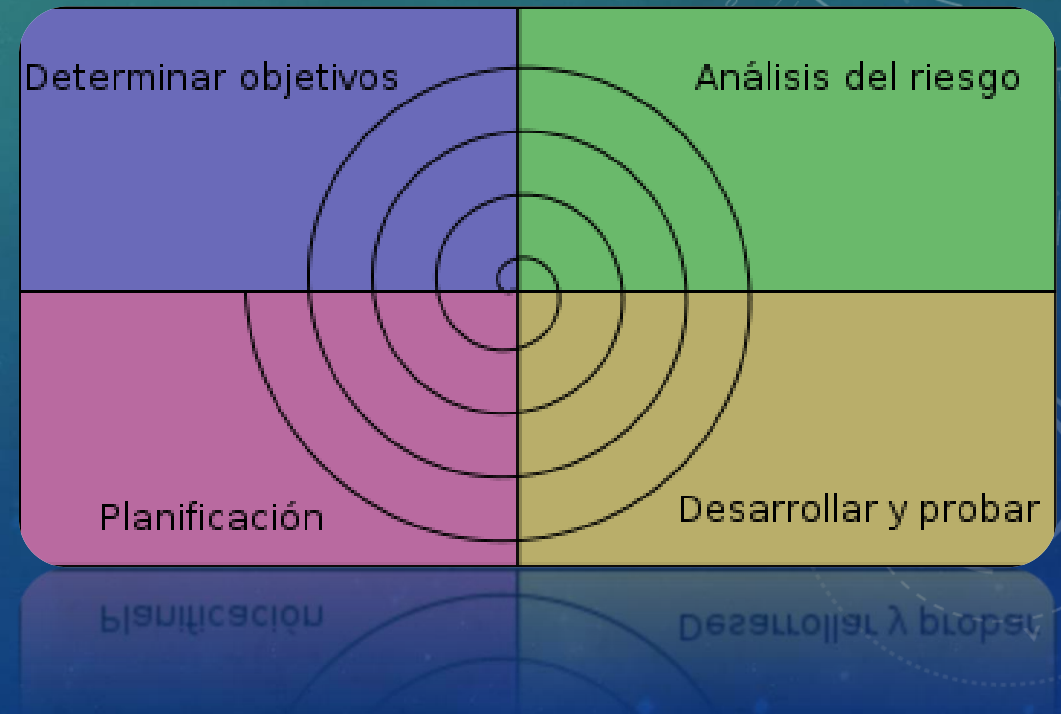 Determinar objetivos
Análisis del riesgo
Planificación
Desarrollar y probar